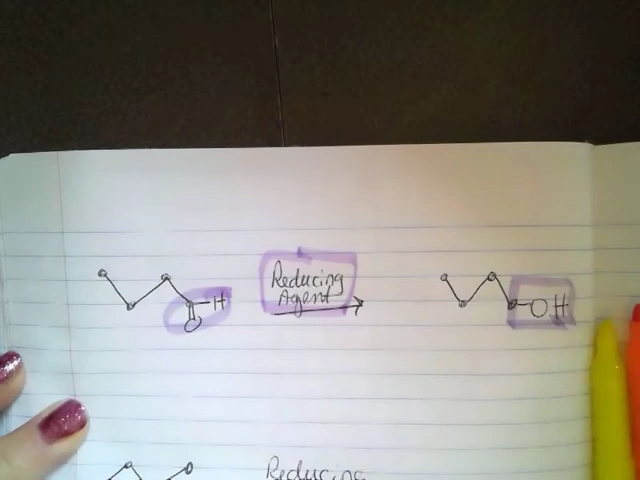 Reducing
Agent
H
O
OH
Reducing